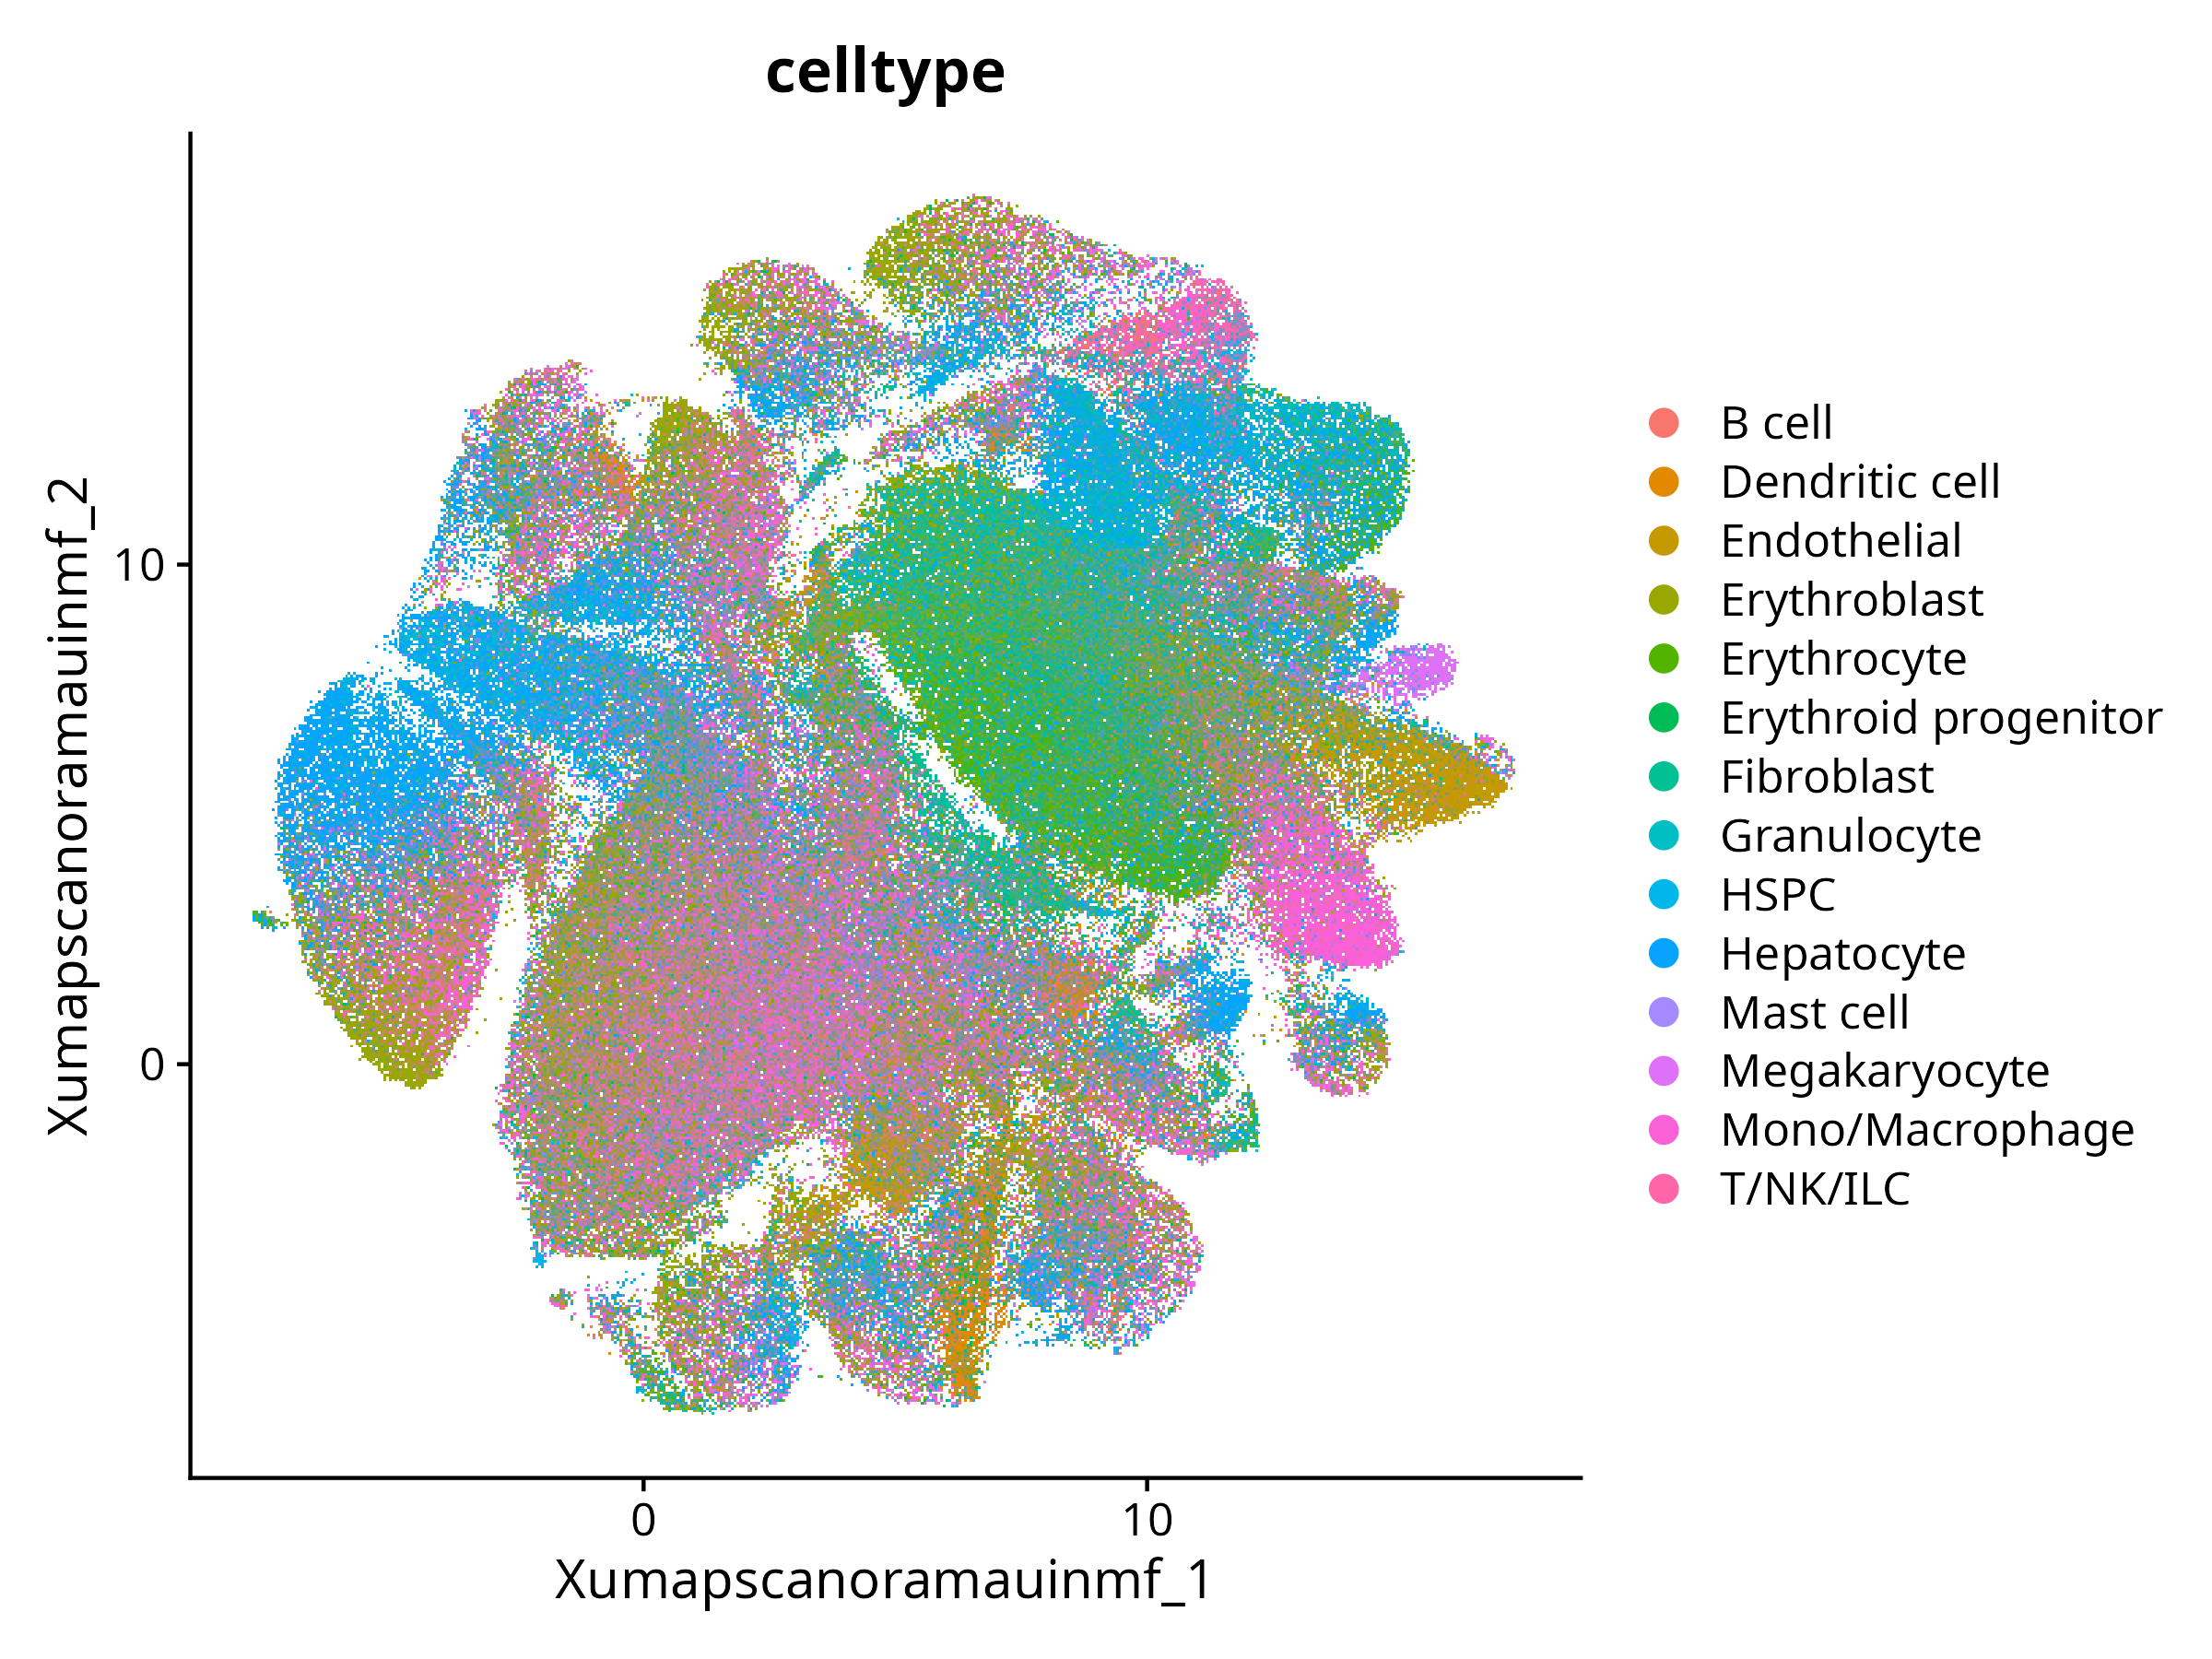 celltype
Xumapscanoramauinmf_2
10
0
0
10
Xumapscanoramauinmf_1
B cell
Dendritic cell
Endothelial
Erythroblast
Erythrocyte
Erythroid progenitor
Fibroblast
Granulocyte
HSPC
Hepatocyte
Mast cell
Megakaryocyte
Mono/Macrophage
T/NK/ILC